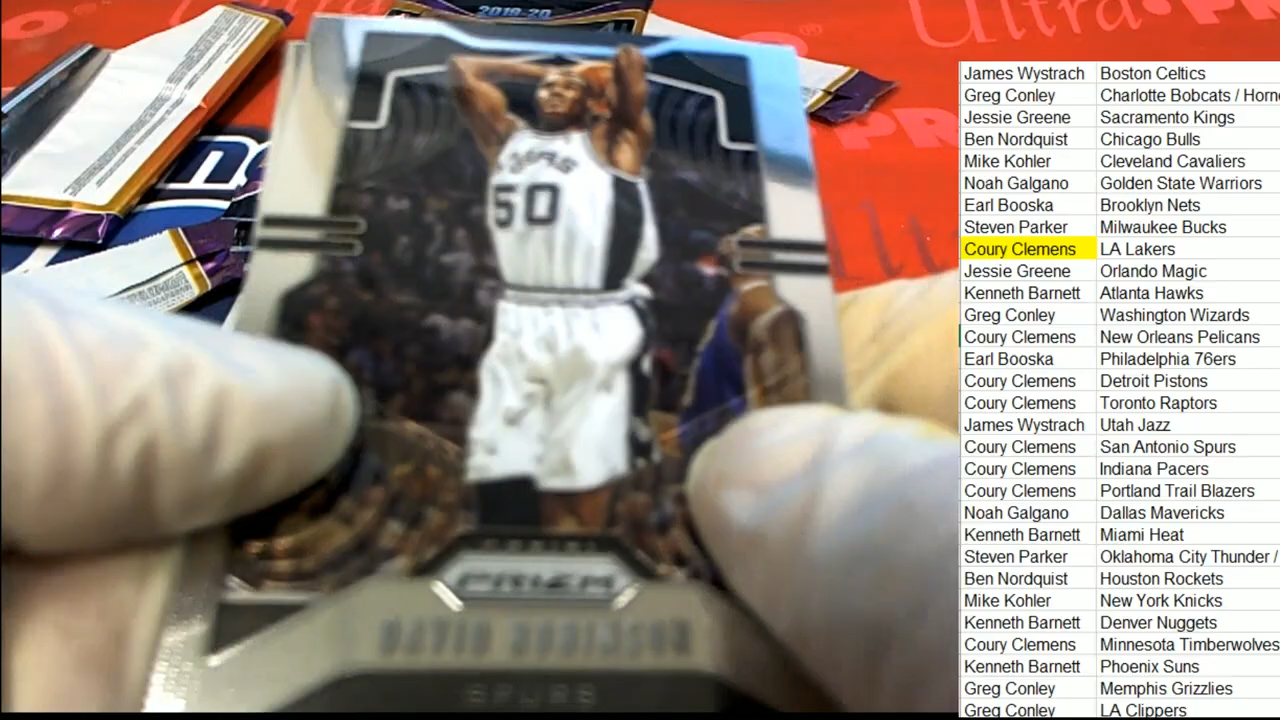 2019-20
Ultra PRO
SPURS
50
PRIZM
DAVID ROBINSON
SPURS
James Wystrach Boston Celtics
Greg Conley Charlotte Bobcats / Horne
Jessie Greene Sacramento Kings
Ben Nordquist Chicago Bulls
Mike Kohler Cleveland Cavaliers
Noah Galgano Golden State Warriors
Earl Booska Brooklyn Nets
Steven Parker Milwaukee Bucks
Coury Clemens LA Lakers
Jessie Greene Orlando Magic
Kenneth Barnett Atlanta Hawks
Greg Conley Washington Wizards
Coury Clemens New Orleans Pelicans
Earl Booska Philadelphia 76ers
Coury Clemens Detroit Pistons
Coury Clemens Toronto Raptors
James Wystrach Utah Jazz
Coury Clemens San Antonio Spurs
Coury Clemens Indiana Pacers
Coury Clemens Portland Trail Blazers
Noah Galgano Dallas Mavericks
Kenneth Barnett Miami Heat
Steven Parker Oklahoma City Thunder /
Ben Nordquist Houston Rockets
Mike Kohler New York Knicks
Kenneth Barnett Denver Nuggets
Coury Clemens Minnesota Timberwolves
Kenneth Barnett Phoenix Suns
Greg Conley Memphis Grizzlies
Greg Conley LA Clippers